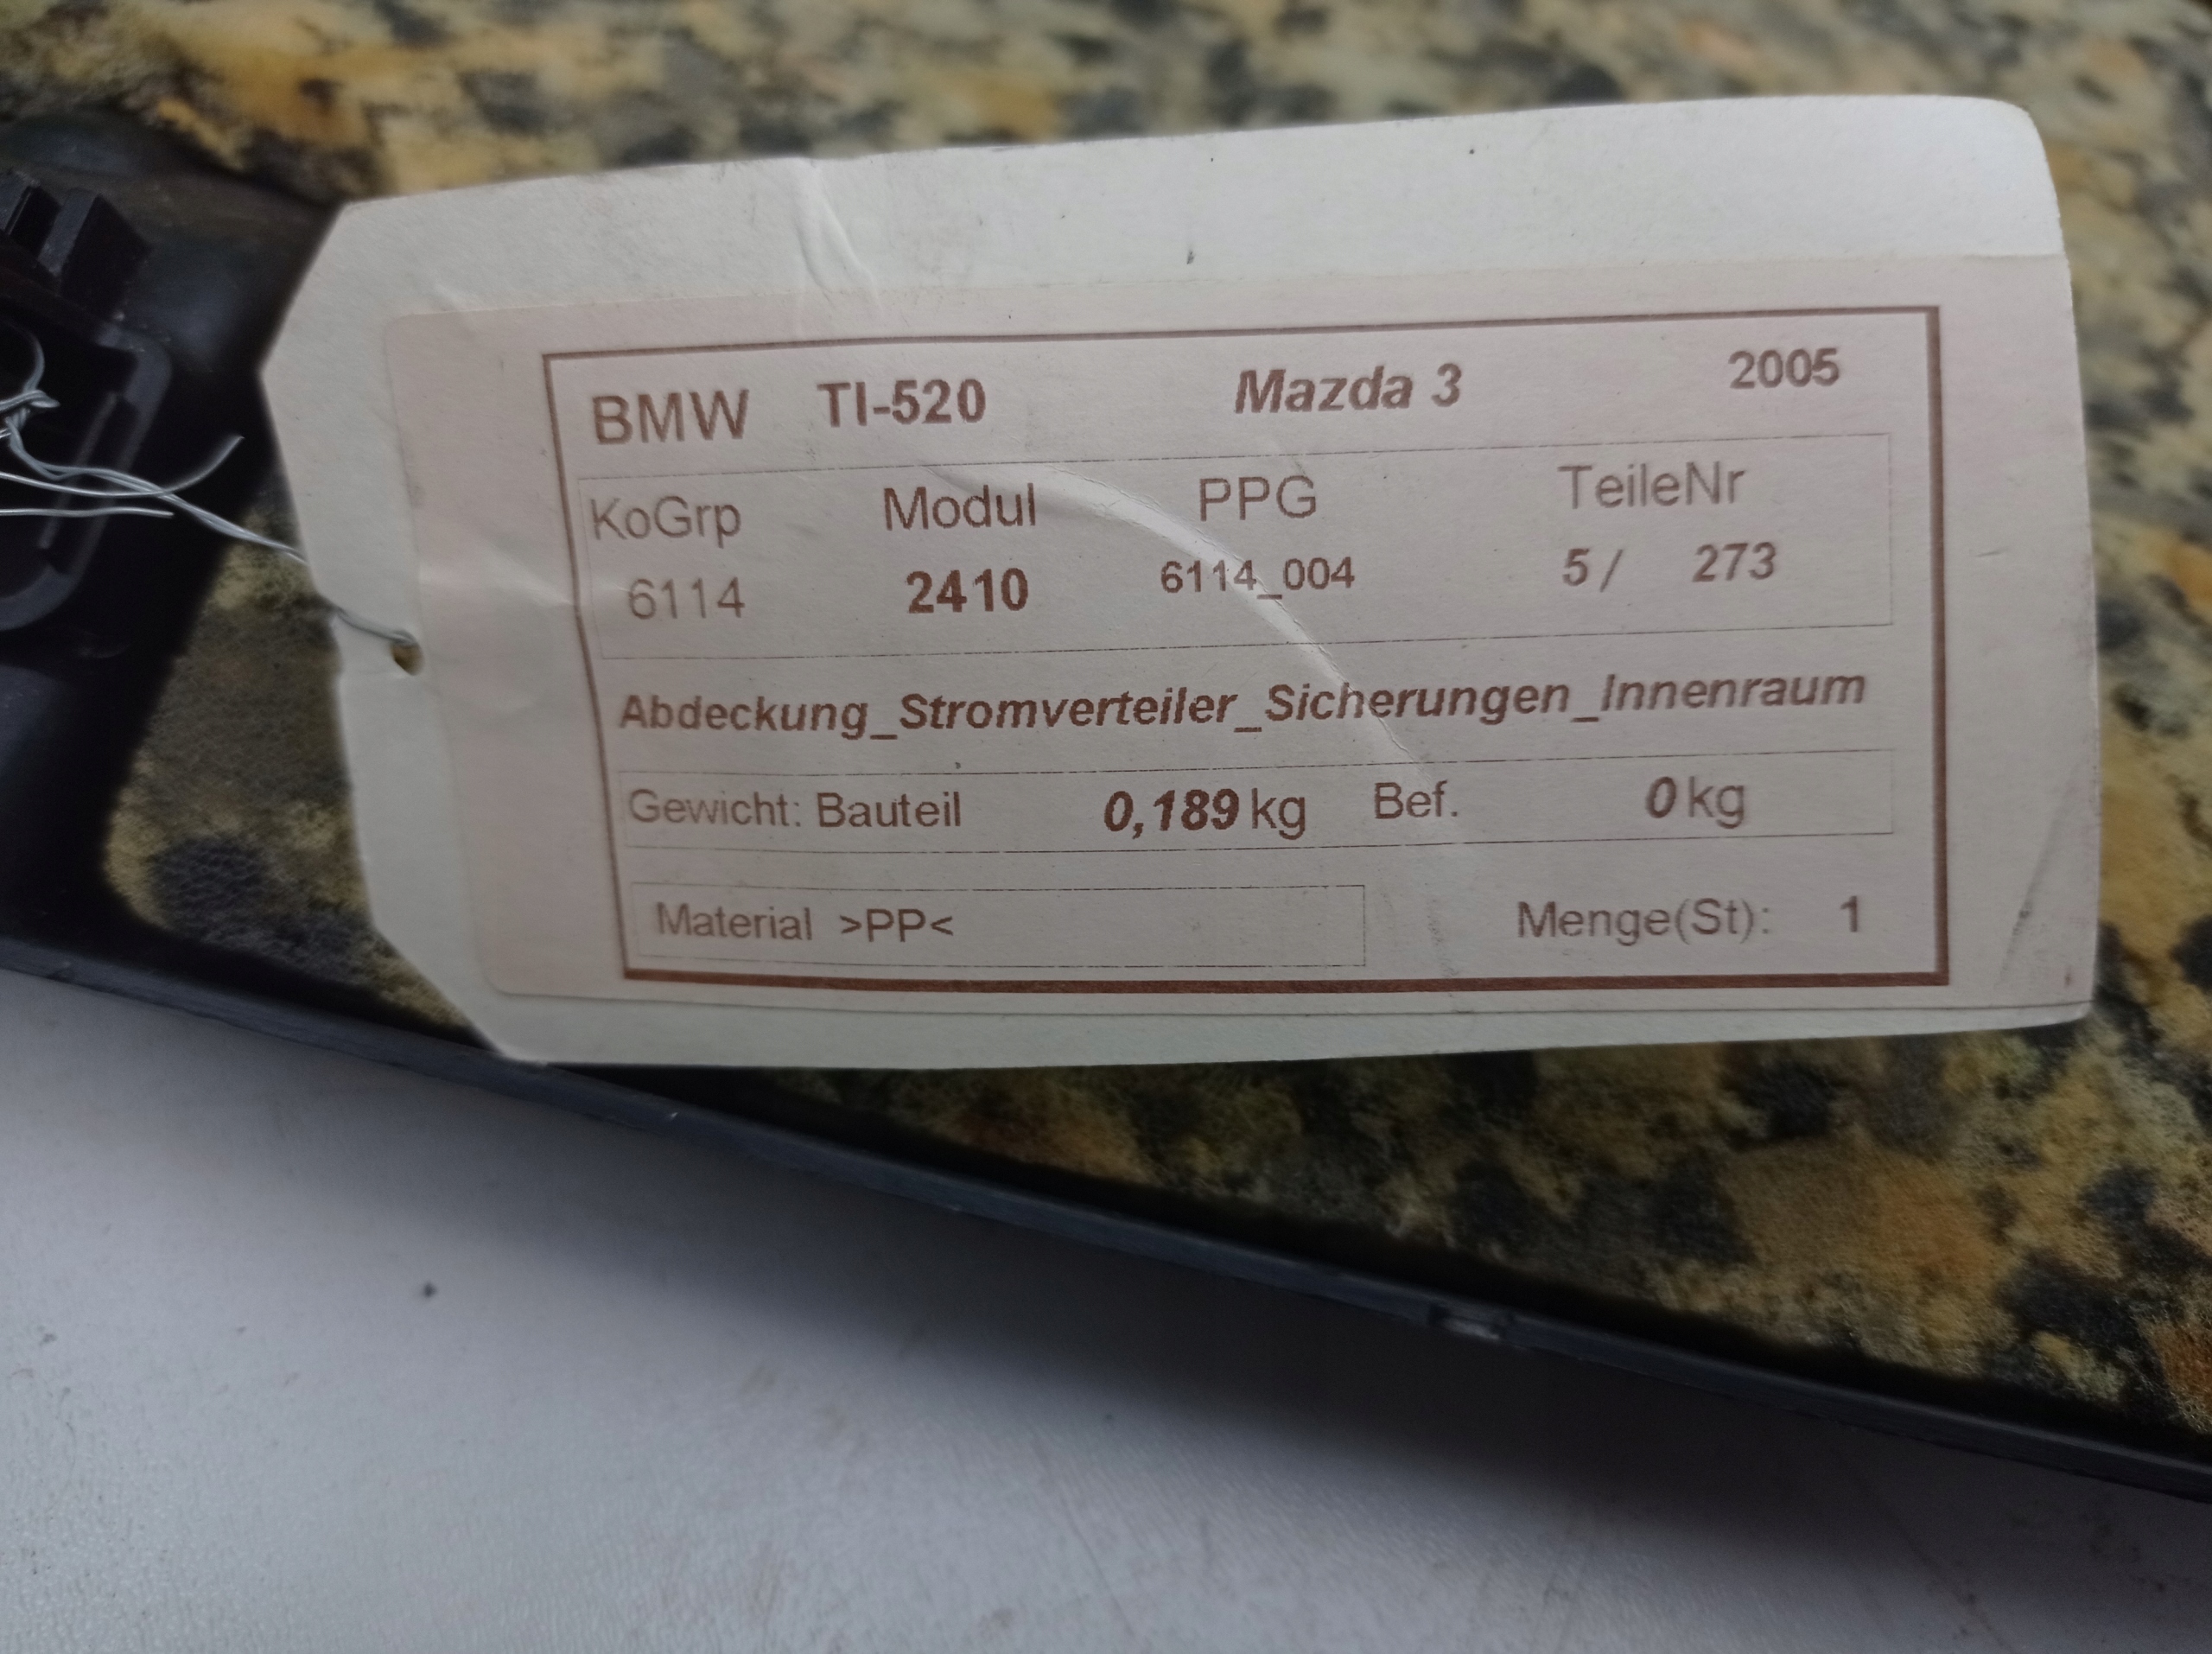 BMW TI-520 Mazda 3 2005
KoGrp Modul PPG TeileNr
6114 2410 6114_004 5 / 273
Abdeckung_Stromverteiler_Sicherungen_Innenraum
Gewicht: Bauteil 0,189 kg Bef. 0 kg
Material >PP< Menge(St): 1